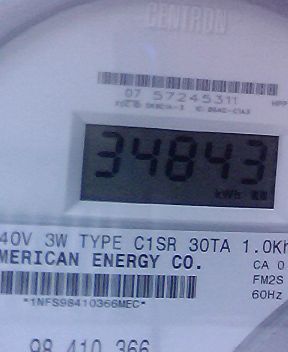 CENTRON
07 57245311
34843
kWh
40V 3W TYPE C1SR 30TA 1.0Kh
MERICAN ENERGY CO.
CA 0
FM2S
*1NFS98410366MEC*
60Hz
98 410 366